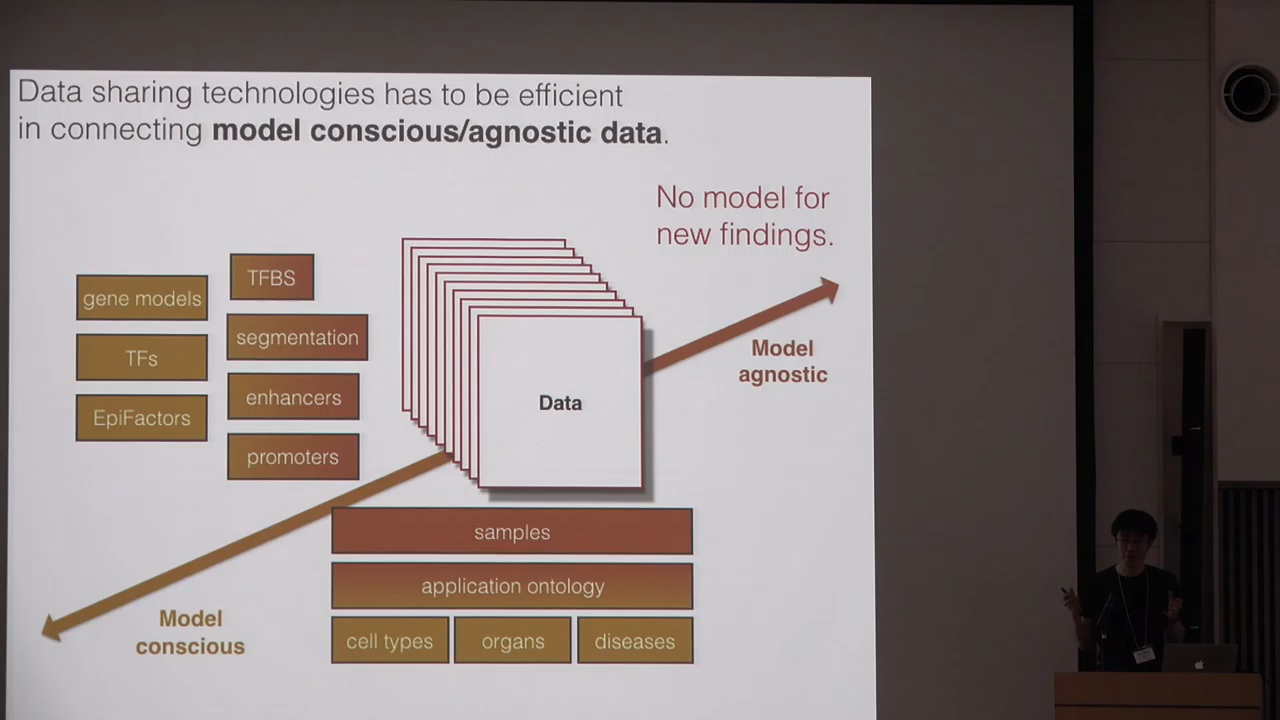 Data sharing technologies has to be efficient
in connecting model conscious/agnostic data.
No model for
new findings.
gene models
TFs
EpiFactors
TFBS
segmentation
enhancers
promoters
Data
Model
agnostic
samples
application ontology
cell types
organs
diseases
Model
conscious